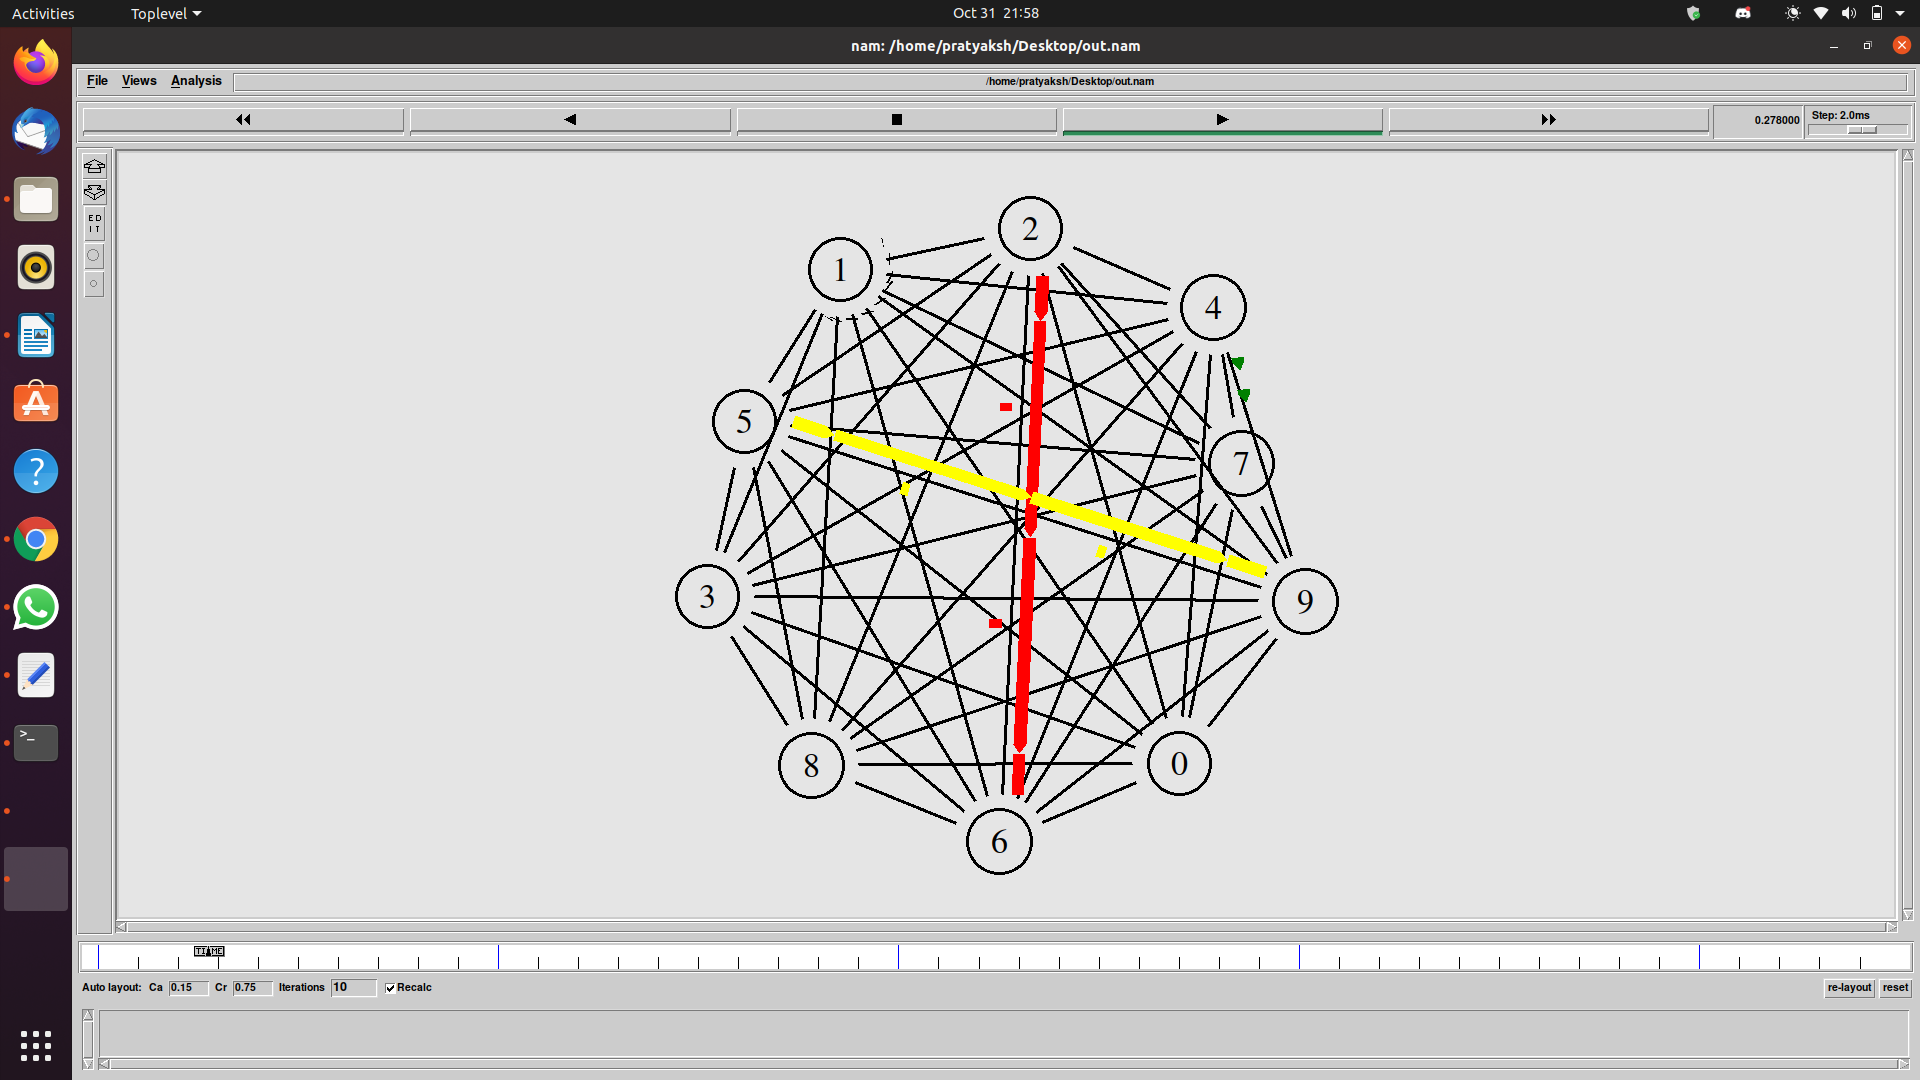 Activities
Toplevel
Oct 31 21:58
nam: /home/pratyaksh/Desktop/out.nam
File Views Analysis
/home/pratyaksh/Desktop/out.nam
0.278000
Step: 2.0ms
ED
IT
2
1
4
5
7
3
9
8
0
6
TIME
Auto layout: Ca 0.15 Cr 0.75 Iterations 10 Recalc
re-layout reset